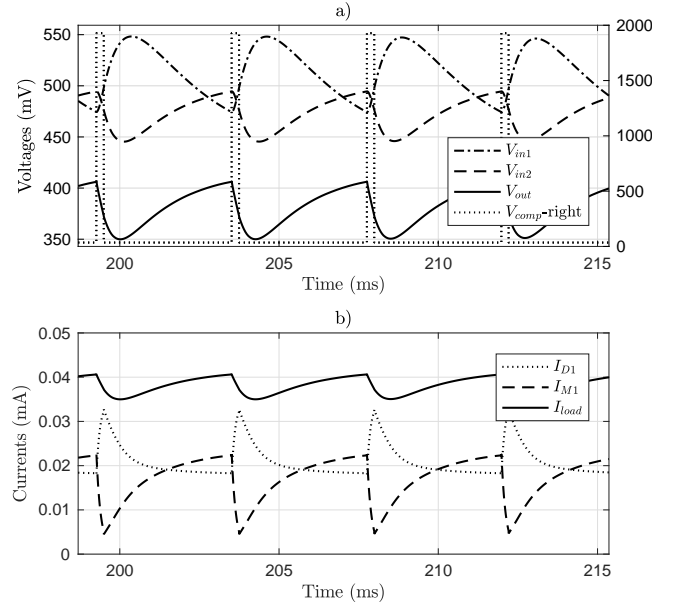 a)
550
500
450
400
350
Voltages (mV)
2000
1500
1000
500
0
V_in1
V_in2
V_out
V_comp-right
200
205
210
215
Time (ms)
b)
0.05
0.04
0.03
0.02
0.01
0
Currents (mA)
I_D1
I_M1
I_load
200
205
210
215
Time (ms)